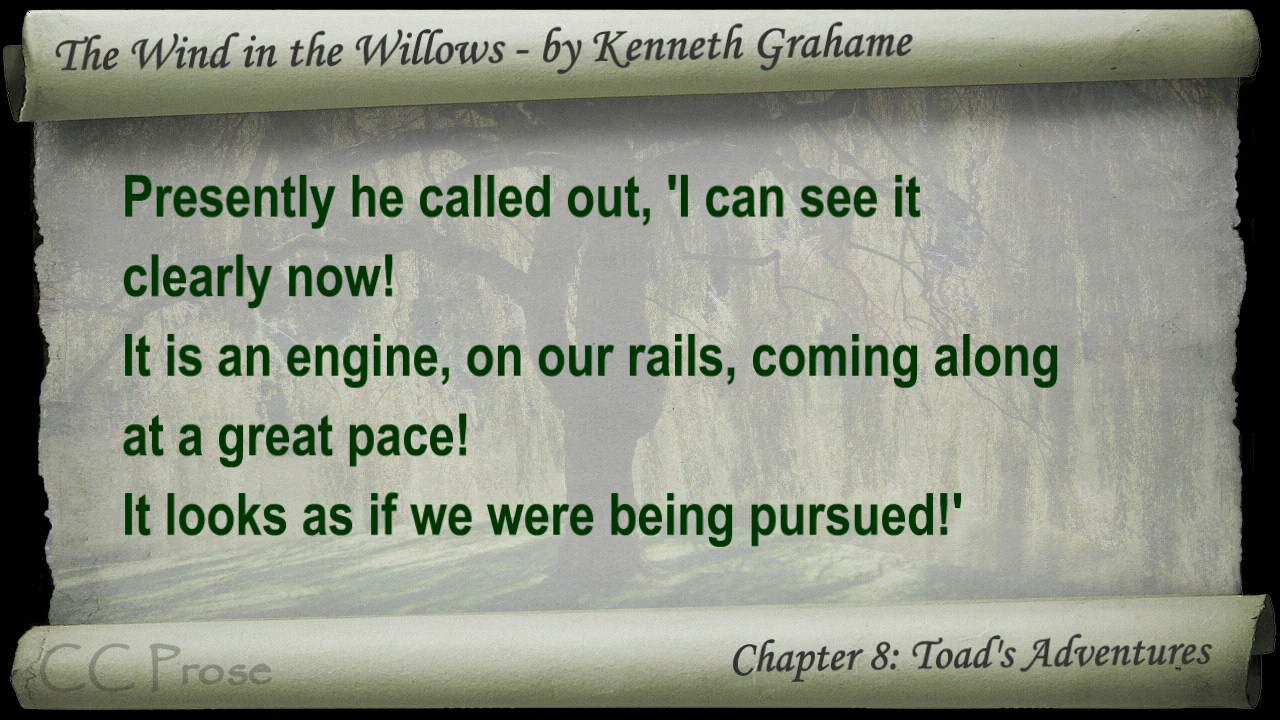 The Wind in the Willows - by Kenneth Grahame
Presently he called out, 'I can see it
clearly now!
It is an engine, on our rails, coming along
at a great pace!
It looks as if we were being pursued!'
CC Prose
Chapter 8: Toad's Adventures